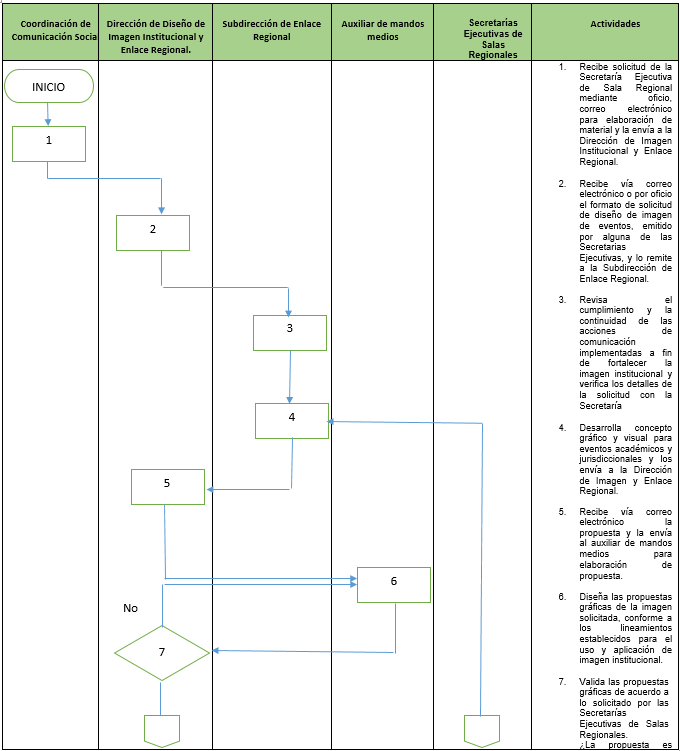 Coordinación de
Comunicación Social
Dirección de Diseño de
Imagen Institucional y
Enlace Regional.
Subdirección de Enlace
Regional
Auxiliar de mandos
medios
Secretarías
Ejecutivas de
Salas
Regionales
Actividades
INICIO
1
2
3
4
5
6
No
7
1. Recibe solicitud de la
Secretaría Ejecutiva
de Sala Regional
mediante oficio,
correo electrónico
para elaboración de
material y la envía a la
Dirección de Imagen
Institucional y Enlace
Regional.
2. Recibe vía correo
electrónico o por oficio
el formato de solicitud
de diseño de imagen
de eventos, emitido
por alguna de las
Secretarias
Ejecutivas, y lo remite
a la Subdirección de
Enlace Regional.
3. Revisa el
cumplimiento y la
continuidad de las
acciones de
comunicación
implementadas a fin
de fortalecer la
imagen institucional y
verifica los detalles de
la solicitud con la
Secretaría
4. Desarrolla concepto
gráfico y visual para
eventos académicos y
jurisdiccionales y los
envía a la Dirección
de Imagen y Enlace
Regional.
5. Recibe vía correo
electrónico la
propuesta y la envía
al auxiliar de mandos
medios para
elaboración de
propuesta.
6. Diseña las propuestas
gráficas de la imagen
solicitada, conforme a
los lineamientos
establecidos para el
uso y aplicación de
imagen institucional.
7. Valida las propuestas
gráficas de acuerdo a
lo solicitado por las
Secretarías
Ejecutivas de Salas
Regionales.
¿La propuesta es